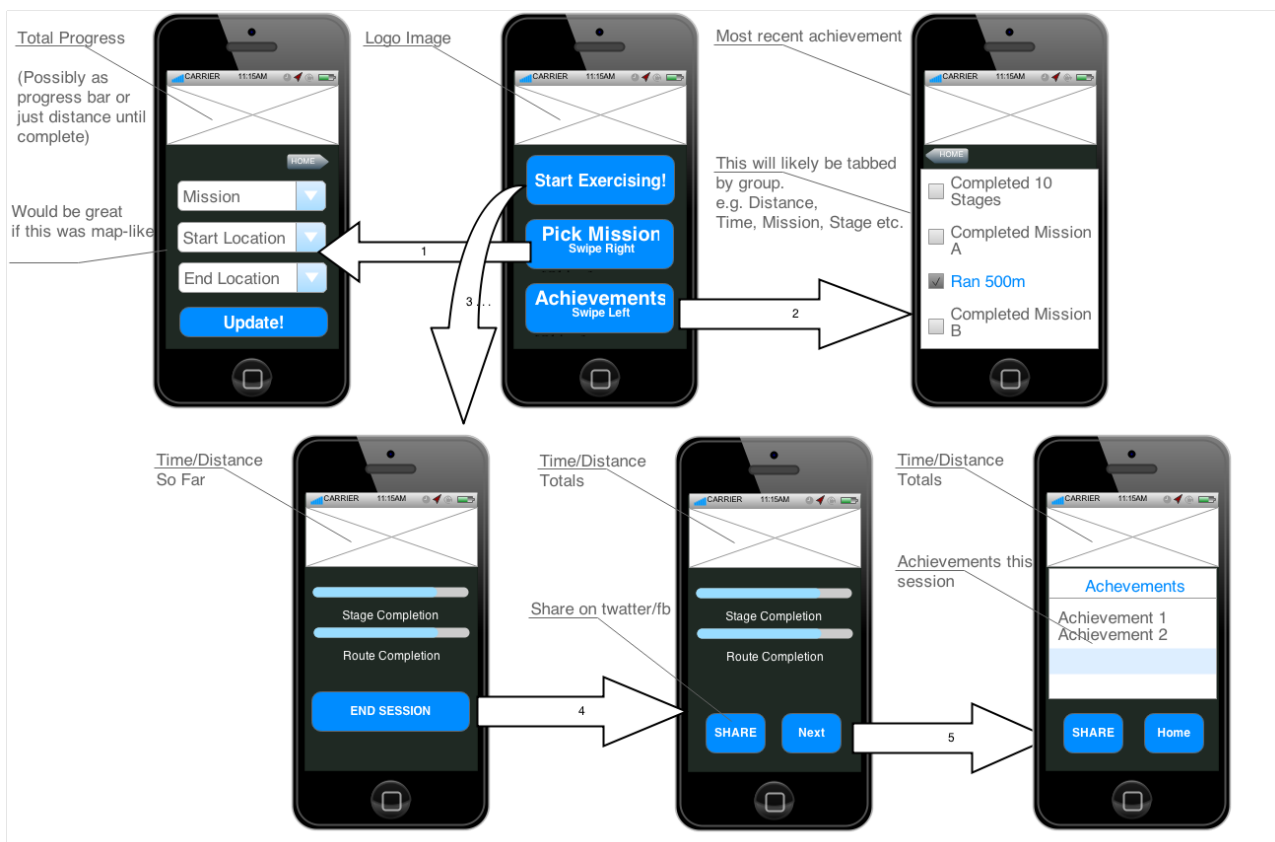 Total Progress
(Possibly as
progress bar or
just distance until
complete)
Would be great
if this was map-like
CARRIER 11:15AM
HOME
Mission
Start Location
End Location
Update!
1
Logo Image
CARRIER 11:15AM
Start Exercising!
Pick Mission
Swipe Right
Achievements
Swipe Left
3 . . .
2
Most recent achievement
This will likely be tabbed
by group.
e.g. Distance,
Time, Mission, Stage etc.
CARRIER 11:15AM
HOME
Completed 10
Stages
Completed Mission
A
Ran 500m
Completed Mission
B
Time/Distance
So Far
CARRIER 11:15AM
Stage Completion
Route Completion
END SESSION
4
Time/Distance
Totals
Share on twatter/fb
CARRIER 11:15AM
Stage Completion
Route Completion
SHARE
Next
5
Time/Distance
Totals
Achievements this
session
CARRIER 11:15AM
Achevements
Achievement 1
Achievement 2
SHARE
Home